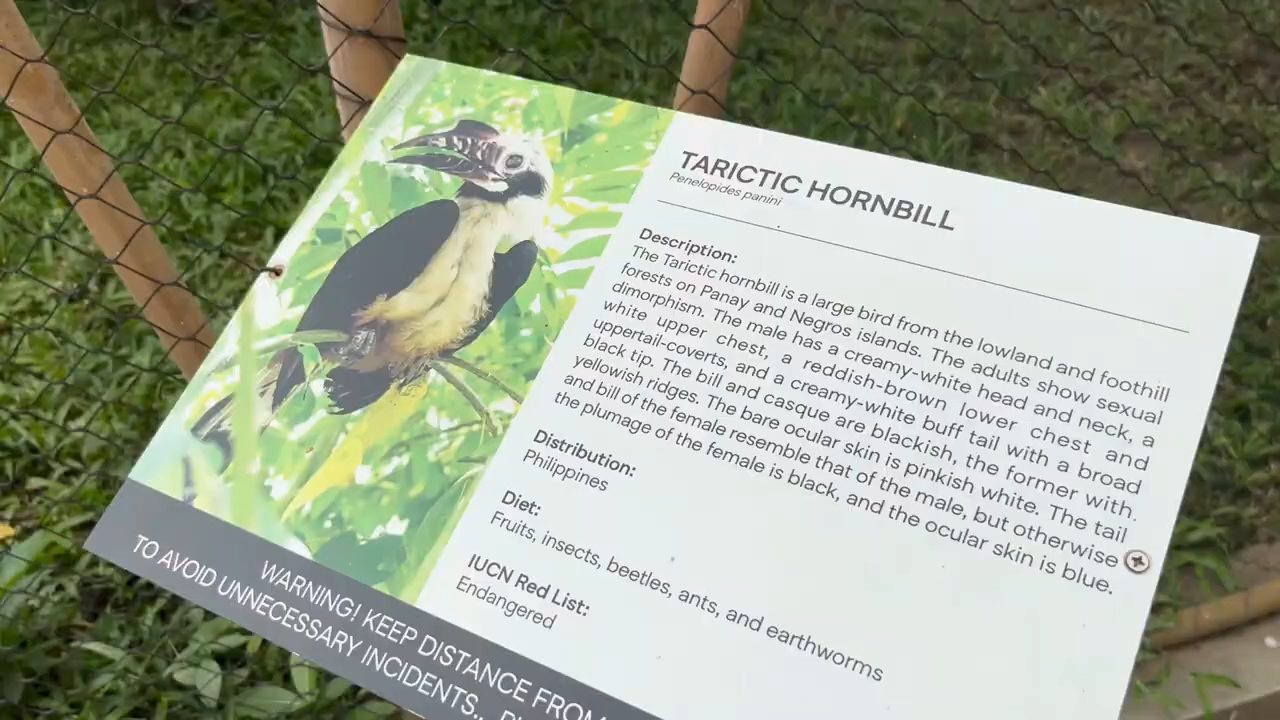 TARICTIC HORNBILL
Penelopides panini
Description:
The Tarictic hornbill is a large bird from the lowland and foothill
forests on Panay and Negros islands. The adults show sexual
dimorphism. The male has a creamy-white head and neck, a
white upper chest, a reddish-brown lower chest and
uppertail-coverts, and a creamy-white buff tail with a broad
black tip. The bill and casque are blackish, the former with.
yellowish ridges. The bare ocular skin is pinkish white. The tail
and bill of the female resemble that of the male, but otherwise
the plumage of the female is black, and the ocular skin is blue.
Distribution:
Philippines
Diet:
Fruits, insects, beetles, ants, and earthworms
IUCN Red List:
Endangered
WARNING! KEEP DISTANCE FROM
TO AVOID UNNECESSARY INCIDENTS..